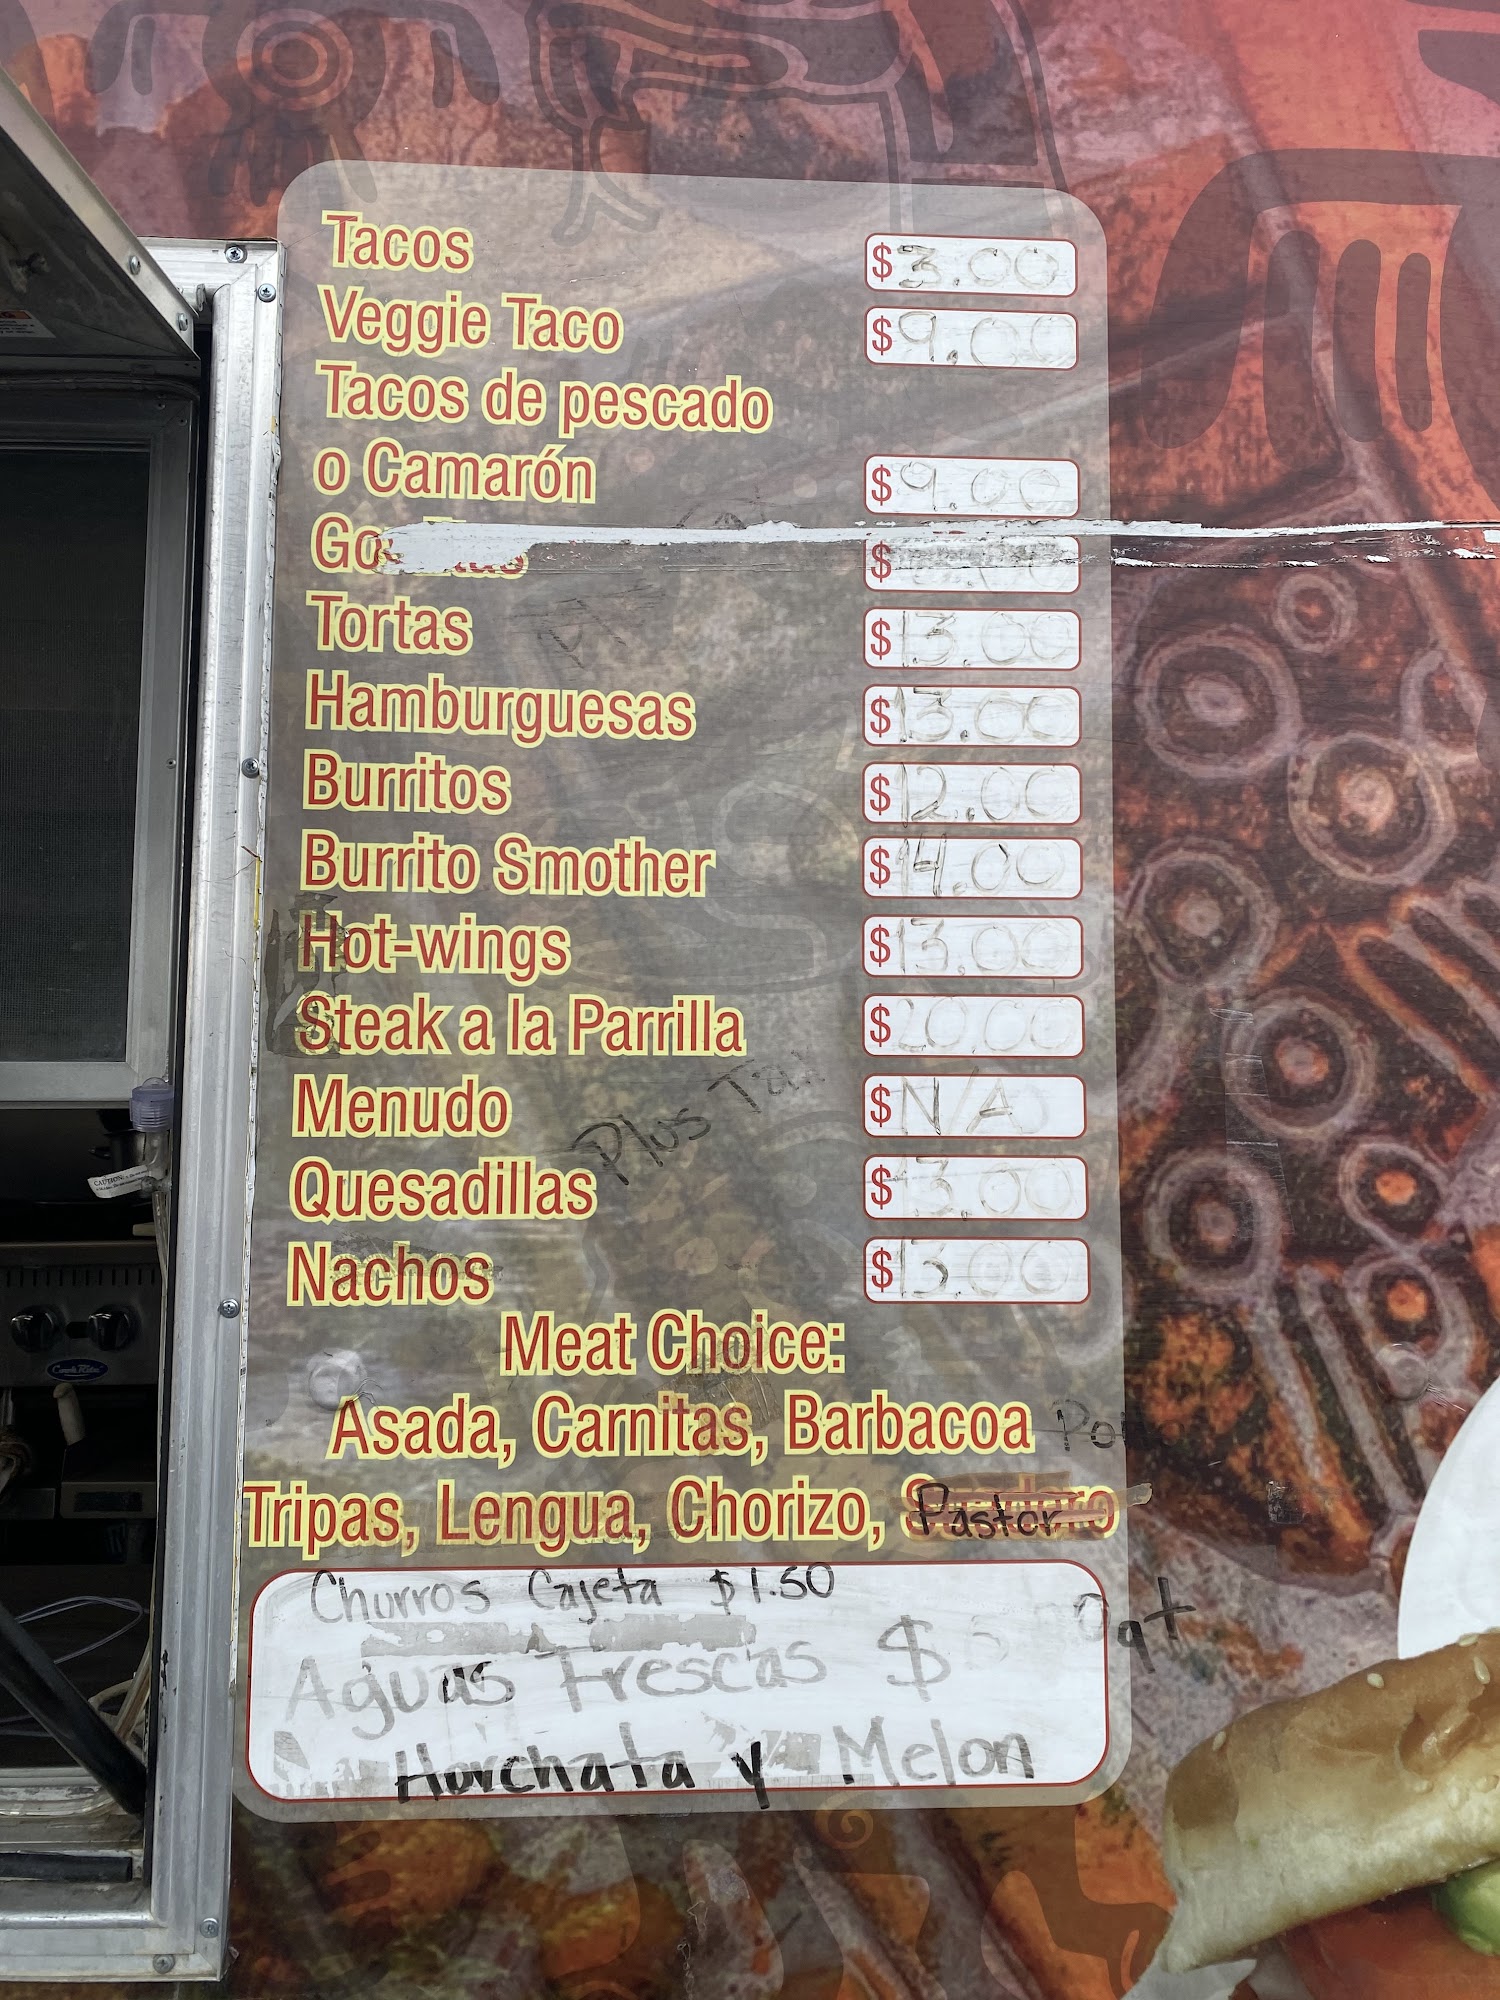 Tacos $3.00
Veggie Taco $9.00
Tacos de pescado
o Camarón $9.00
$
Tortas $13.00
Hamburguesas $13.00
Burritos $12.00
Burrito Smother $14.00
Hot-wings $13.00
Steak a la Parrilla $20.00
Menudo $N/A
Plus Tax
Quesadillas $13.00
Nachos $13.00
Meat Choice:
Asada, Carnitas, Barbacoa
Tripas, Lengua, Chorizo, Pastor
Churros Cajeta $1.50
Aguas Frescas $
Horchata y Melon